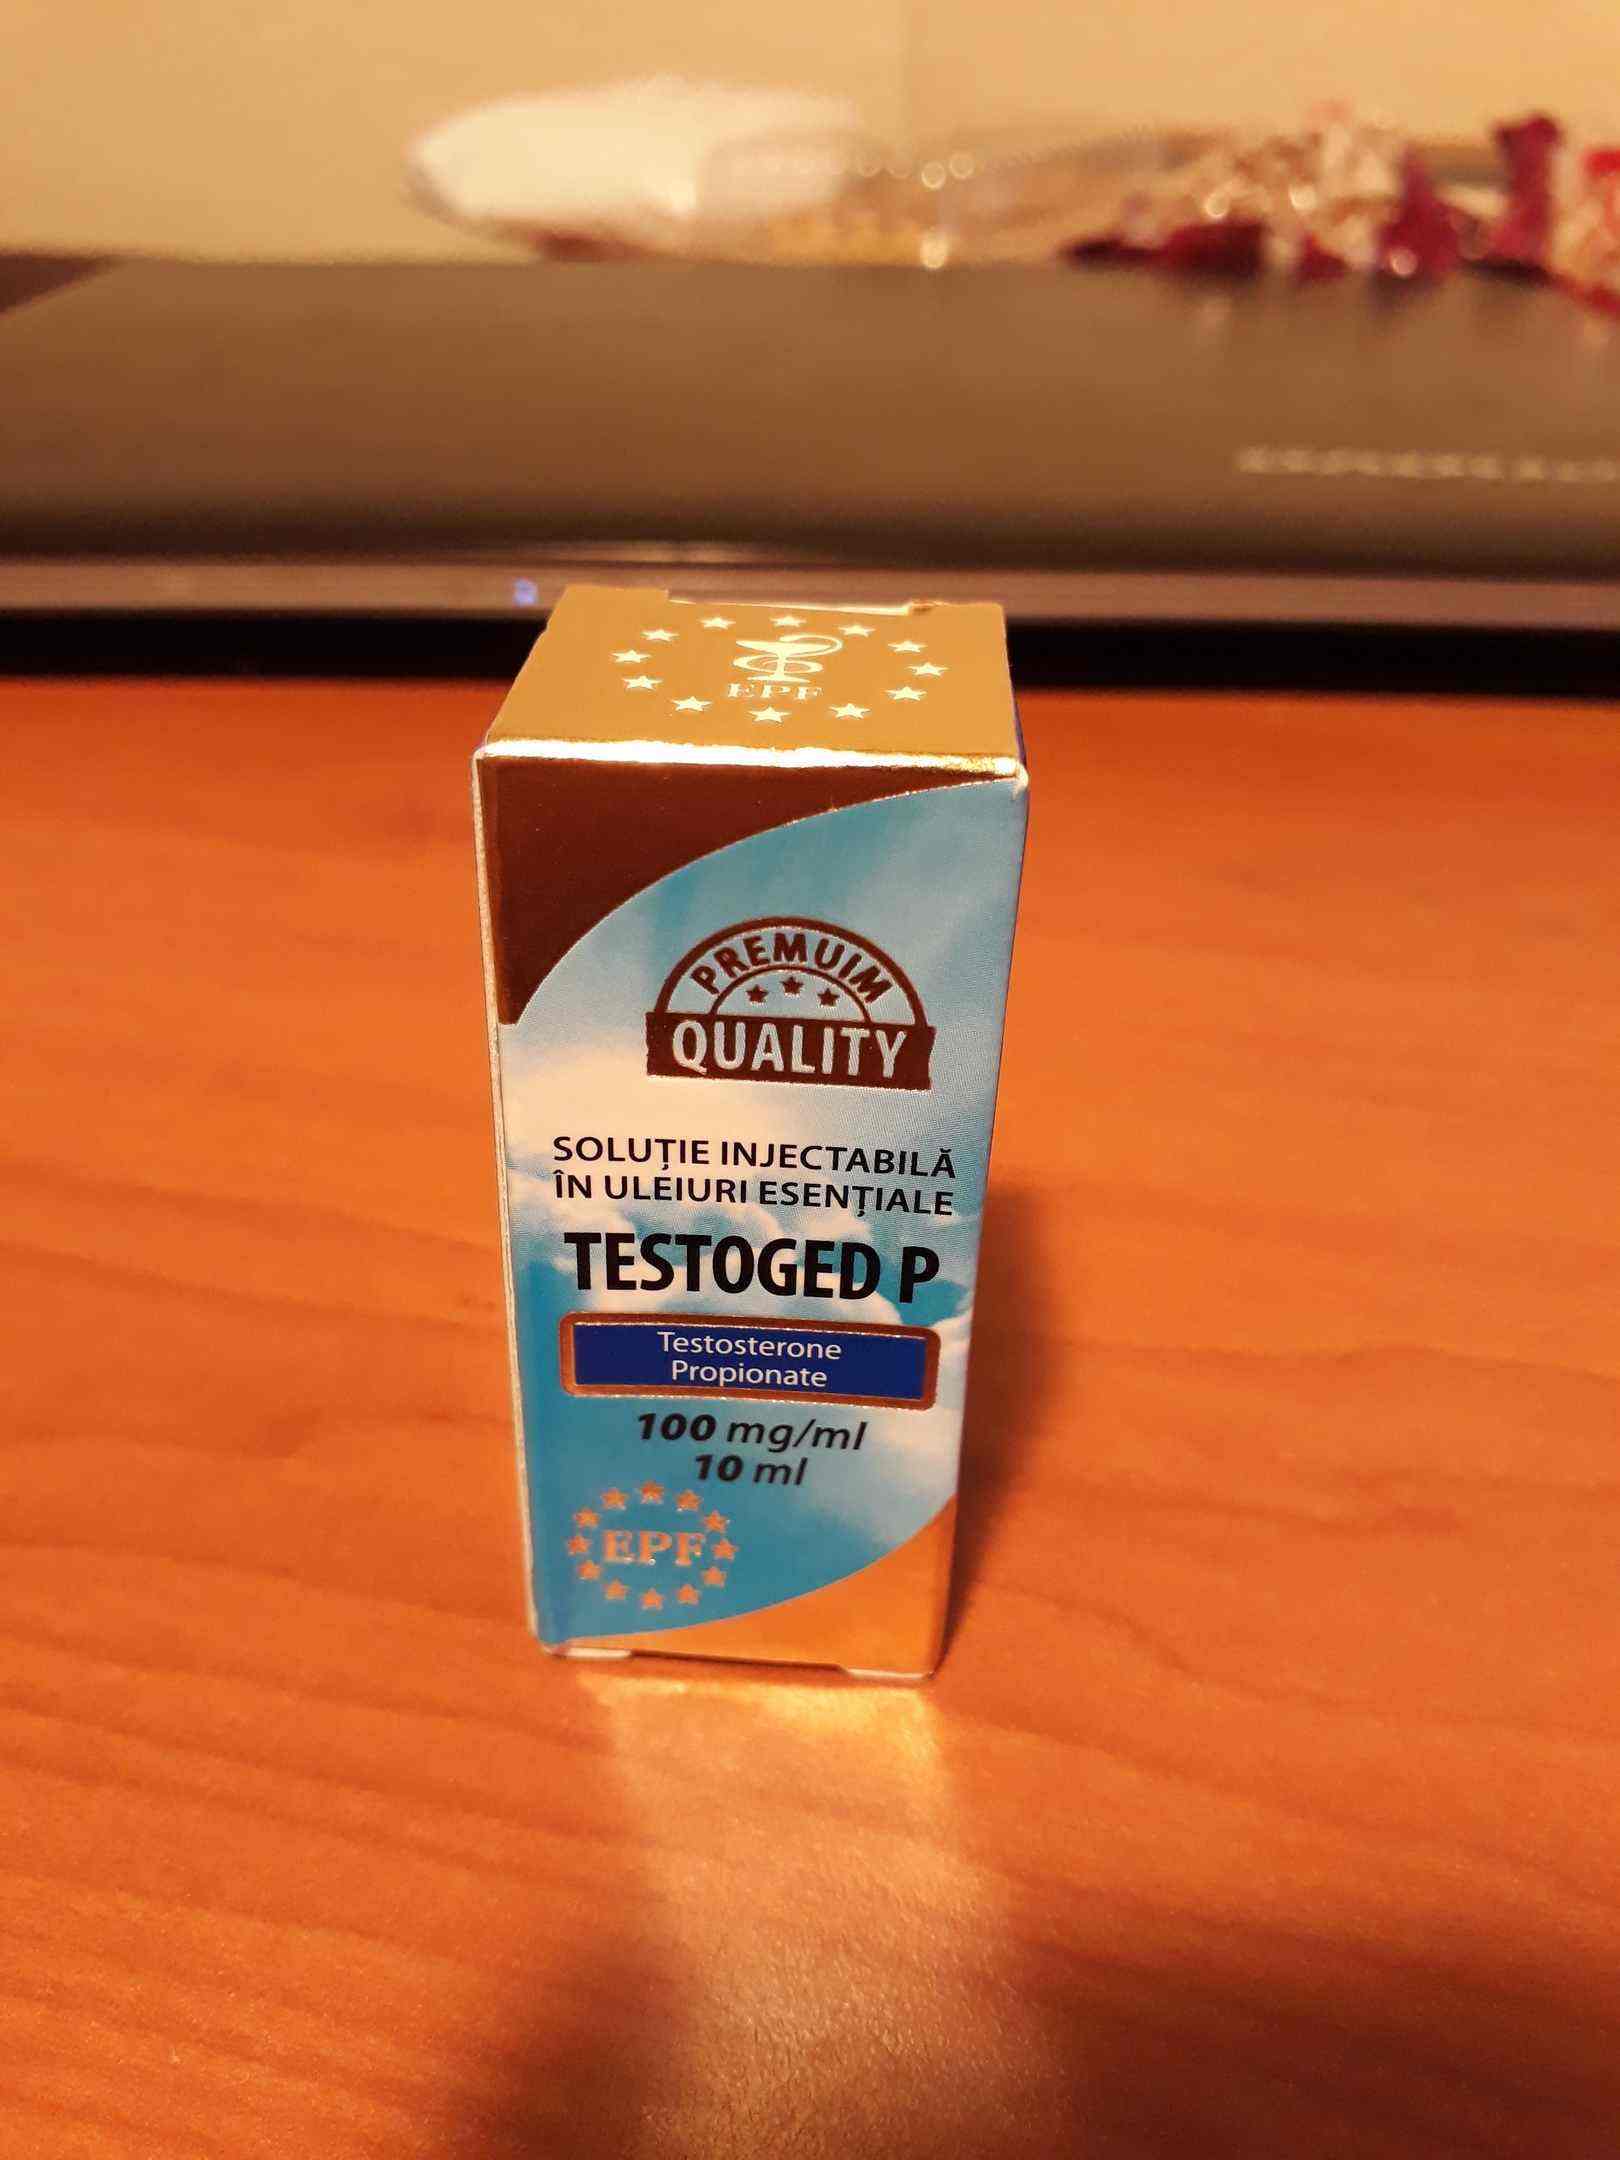 EPF
PREMUIM
QUALITY
SOLUȚIE INJECTABILĂ
ÎN ULEIURI ESENȚIALE
TESTOGED P
Testosterone
Propionate
100 mg/ml
10 ml
EPF